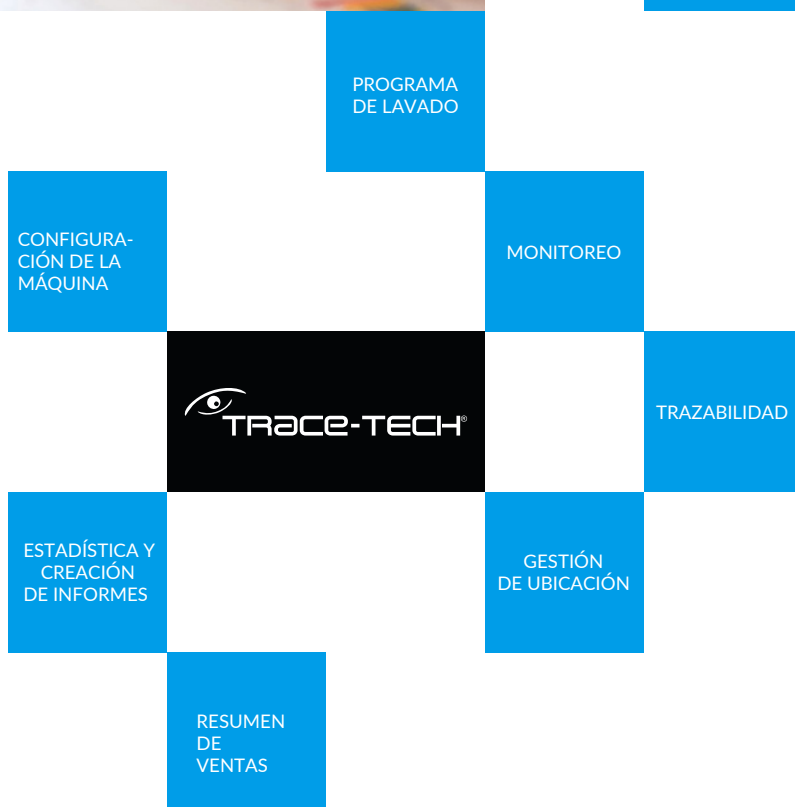 PROGRAMA
DE LAVADO
CONFIGURA-
CIÓN DE LA
MÁQUINA
MONITOREO
TRACE-TECH®
TRAZABILIDAD
ESTADÍSTICA Y
CREACIÓN
DE INFORMES
GESTIÓN
DE UBICACIÓN
RESUMEN
DE
VENTAS